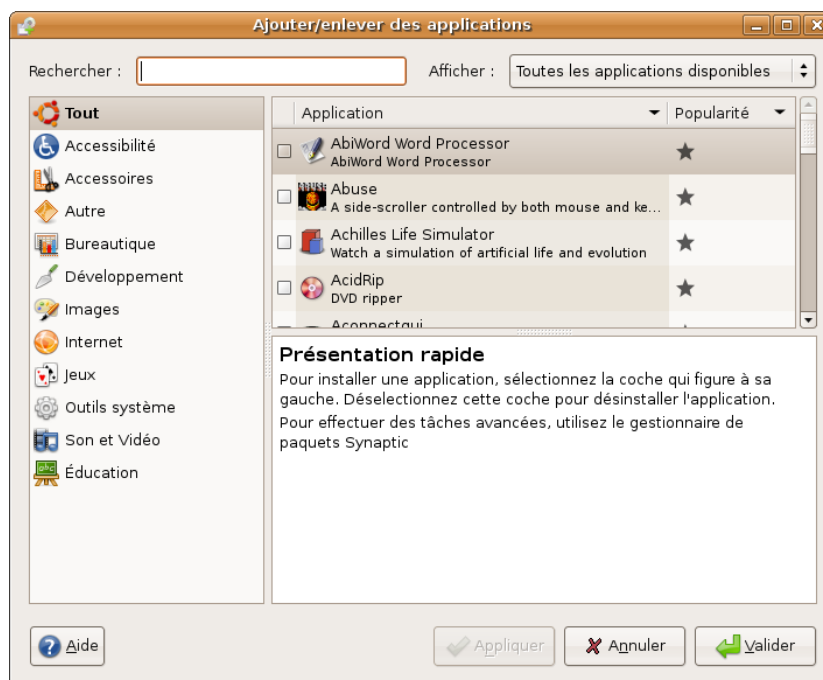 Ajouter/enlever des applications
Rechercher :
Afficher : Toutes les applications disponibles
Tout
Accessibilité
Accessoires
Autre
Bureautique
Développement
Images
Internet
Jeux
Outils système
Son et Vidéo
Éducation
Application Popularité
AbiWord Word Processor
AbiWord Word Processor
Abuse
A side-scroller controlled by both mouse and ke...
Achilles Life Simulator
Watch a simulation of artificial life and evolution
AcidRip
DVD ripper
Aconnectgui
Présentation rapide
Pour installer une application, sélectionnez la coche qui figure à sa
gauche. Déselectionnez cette coche pour désinstaller l'application.
Pour effectuer des tâches avancées, utilisez le gestionnaire de
paquets Synaptic
Aide
Appliquer
Annuler
Valider